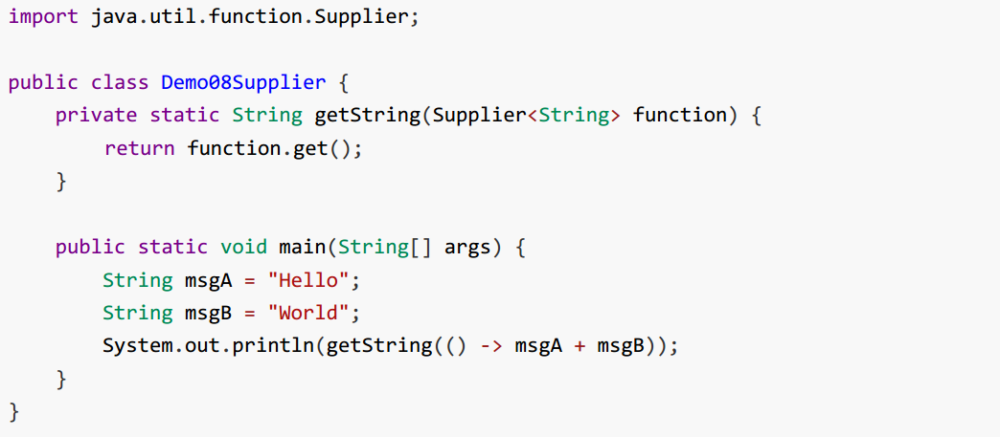 import java.util.function.Supplier;
public class Demo08Supplier {
    private static String getString(Supplier<String> function) {
        return function.get();
    }
    public static void main(String[] args) {
        String msgA = "Hello";
        String msgB = "World";
        System.out.println(getString(() -> msgA + msgB));
    }
}